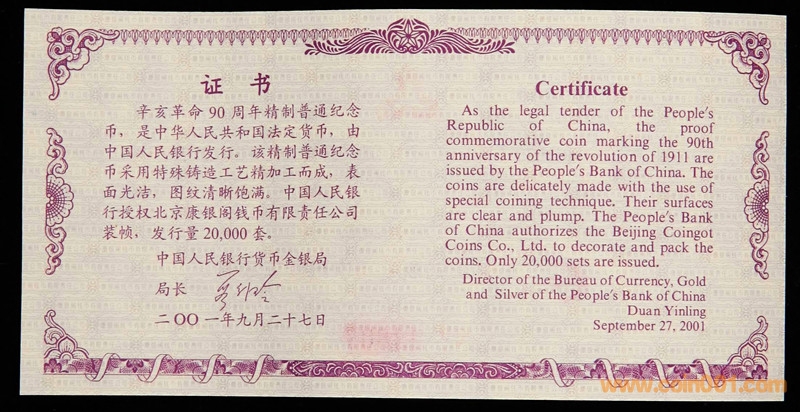 证书
辛亥革命 90 周年精制普通纪念
币，是中华人民共和国法定货币，由
中国人民银行发行。该精制普通纪念
币采用特殊铸造工艺精加工而成，表
面光洁，图纹清晰饱满。中国人民银
行授权北京康银阁钱币有限责任公司
装帧，发行量 20,000 套。
中国人民银行货币金银局
局长
二〇〇一年九月二十七日
Certificate
As the legal tender of the People's
Republic of China, the proof
commemorative coin marking the 90th
anniversary of the revolution of 1911 are
issued by the People's Bank of China. The
coins are delicately made with the use of
special coining technique. Their surfaces
are clear and plump. The People's Bank
of China authorizes the Beijing Coingot
Coins Co., Ltd. to decorate and pack the
coins. Only 20,000 sets are issued.
Director of the Bureau of Currency, Gold
and Silver of the People's Bank of China
Duan Yinling
September 27, 2001
www.coin001.com